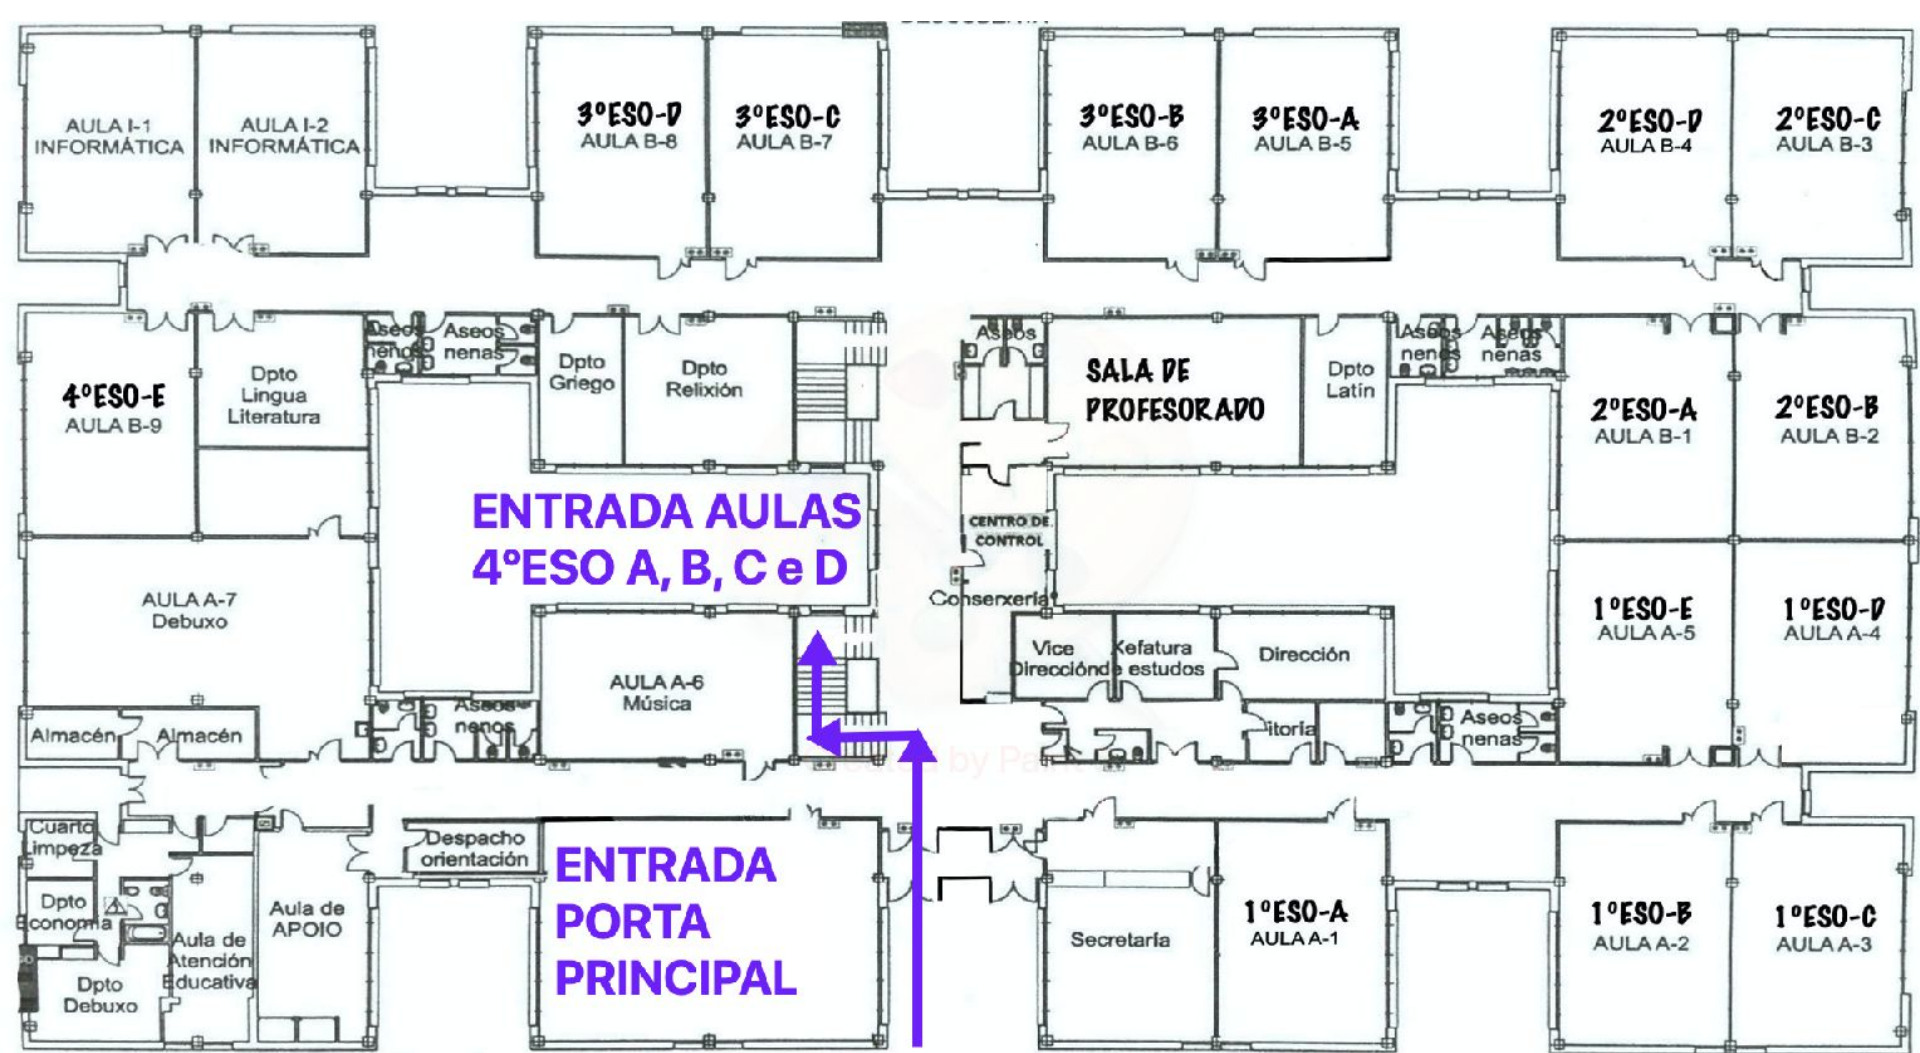 AULA I-1
INFORMÁTICA
AULA I-2
INFORMÁTICA
3ºESO-D
AULA B-8
3ºESO-C
AULA B-7
3ºESO-B
AULA B-6
3ºESO-A
AULA B-5
2ºESO-D
AULA B-4
2ºESO-C
AULA B-3
4ºESO-E
AULA B-9
Dpto
Lingua
Literatura
Aseos
nenos
Aseos
nenas
Dpto
Griego
Dpto
Relixión
Aseos
SALA DE
PROFESORADO
Dpto
Latín
Aseos
nenos
Aseos
nenas
2ºESO-A
AULA B-1
2ºESO-B
AULA B-2
ENTRADA AULAS
4ºESO A, B, C e D
CENTRO DE
CONTROL
Conserxería
AULA A-7
Debuxo
1ºESO-E
AULA A-5
1ºESO-D
AULA A-4
Vice
Dirección
Xefatura
de estudos
Dirección
AULA A-6
Música
Almacén
Almacén
Aseos
nenos
itoría
Aseos
nenas
Cuarto
Limpeza
Despacho
orientación
ENTRADA
PORTA
PRINCIPAL
Dpto
Economía
Aula de
APOIO
Aula de
Atención
Educativa
Dpto
Debuxo
Secretaría
1ºESO-A
AULA A-1
1ºESO-B
AULA A-2
1ºESO-C
AULA A-3